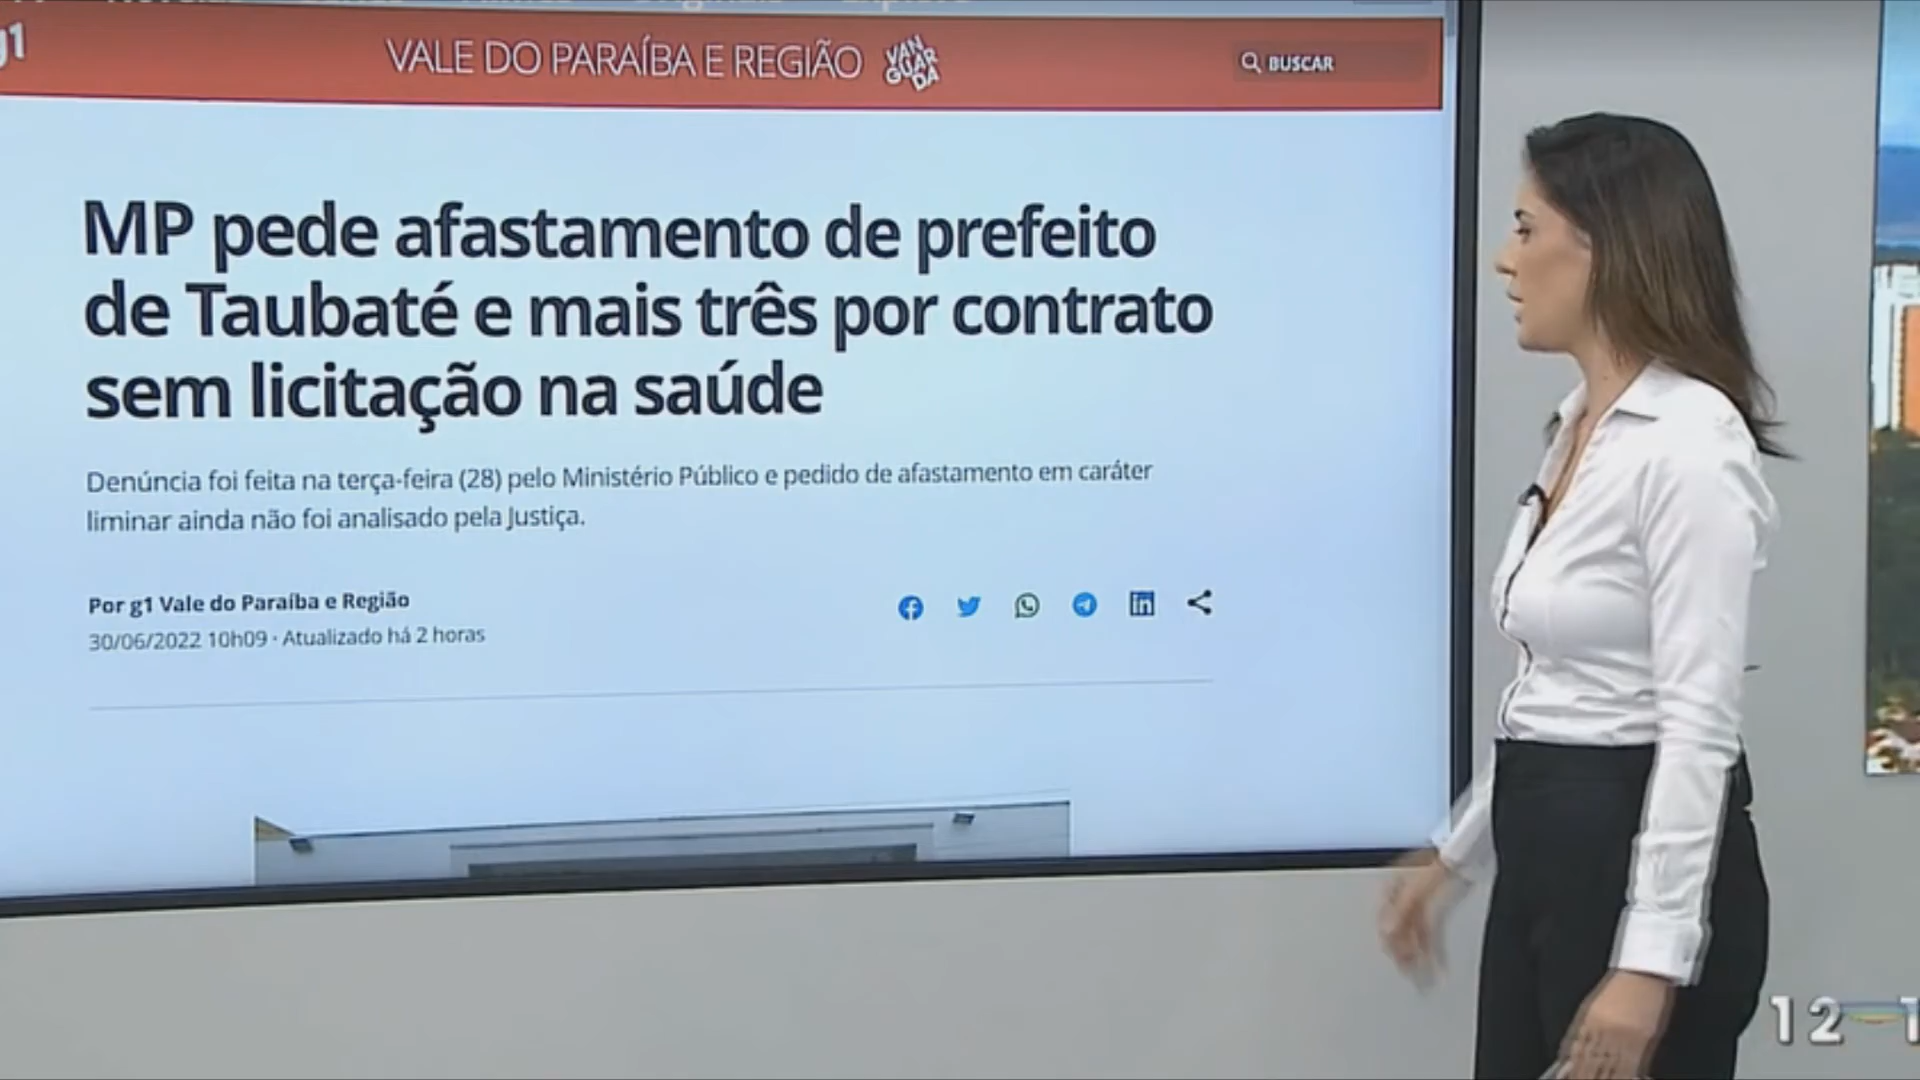 g1
VALE DO PARAÍBA E REGIÃO
VAN
GUAR
DA
BUSCAR
MP pede afastamento de prefeito
de Taubaté e mais três por contrato
sem licitação na saúde
Denúncia foi feita na terça-feira (28) pelo Ministério Público e pedido de afastamento em caráter
liminar ainda não foi analisado pela Justiça.
Por g1 Vale do Paraíba e Região
30/06/2022 10h09 · Atualizado há 2 horas
12